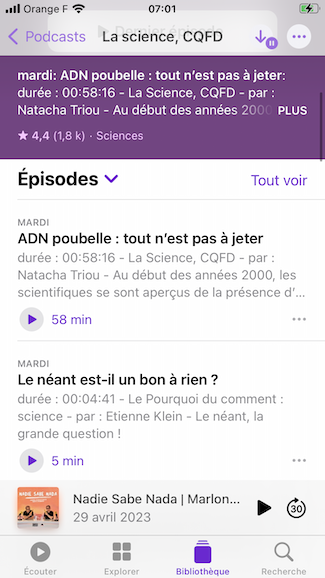 Orange F
07:01
Podcasts
La science, CQFD
mardi: ADN poubelle : tout n'est pas à jeter:
durée : 00:58:16 - La Science, CQFD - par :
Natacha Triou - Au début des années 2000 PLUS
★ 4,4 (1,8 k) · Sciences
Épisodes
Tout voir
MARDI
ADN poubelle : tout n'est pas à jeter
durée : 00:58:16 - La Science, CQFD - par :
Natacha Triou - Au début des années 2000, les
scientifiques se sont aperçus de la présence d'...
58 min
MARDI
Le néant est-il un bon à rien ?
durée : 00:04:41 - Le Pourquoi du comment :
science - par : Etienne Klein - Le néant, la
grande question !
5 min
NADIE SABE NADA
Nadie Sabe Nada | Marlon...
29 avril 2023
30
Écouter
Explorer
Bibliothèque
Recherche